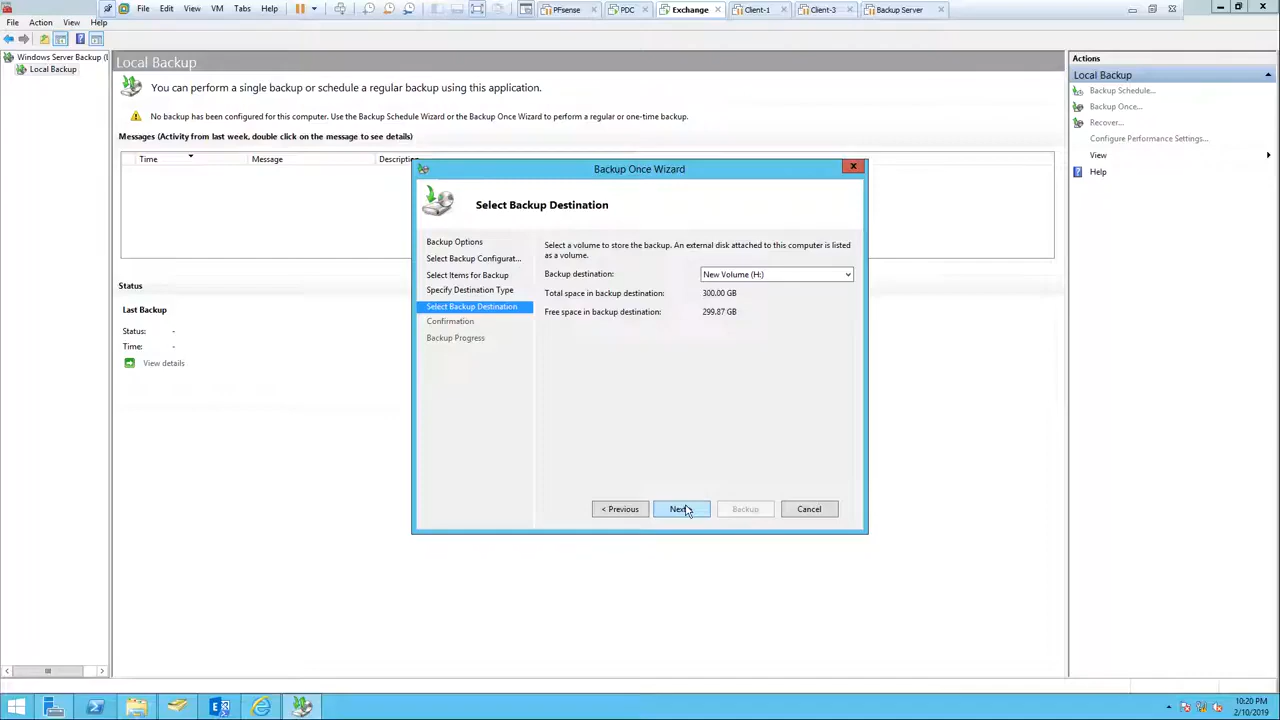 File Edit View VM Tabs Help PFsense PDC Exchange Client-1 Client-3 Backup Server
File Action View Help
Windows Server Backup (l
Local Backup
Local Backup
You can perform a single backup or schedule a regular backup using this application.
No backup has been configured for this computer. Use the Backup Schedule Wizard or the Backup Once Wizard to perform a regular or one-time backup.
Messages (Activity from last week, double click on the message to see details)
Time Message Descrip
Status
Last Backup
Status: -
Time: -
View details
Backup Once Wizard
Select Backup Destination
Backup Options
Select Backup Configurat...
Select Items for Backup
Specify Destination Type
Select Backup Destination
Confirmation
Backup Progress
Select a volume to store the backup. An external disk attached to this computer is listed
as a volume.
Backup destination: New Volume (H:)
Total space in backup destination: 300.00 GB
Free space in backup destination: 299.87 GB
< Previous Next Backup Cancel
Actions
Local Backup
Backup Schedule...
Backup Once...
Recover...
Configure Performance Settings...
View
Help
10:20 PM
2/10/2019